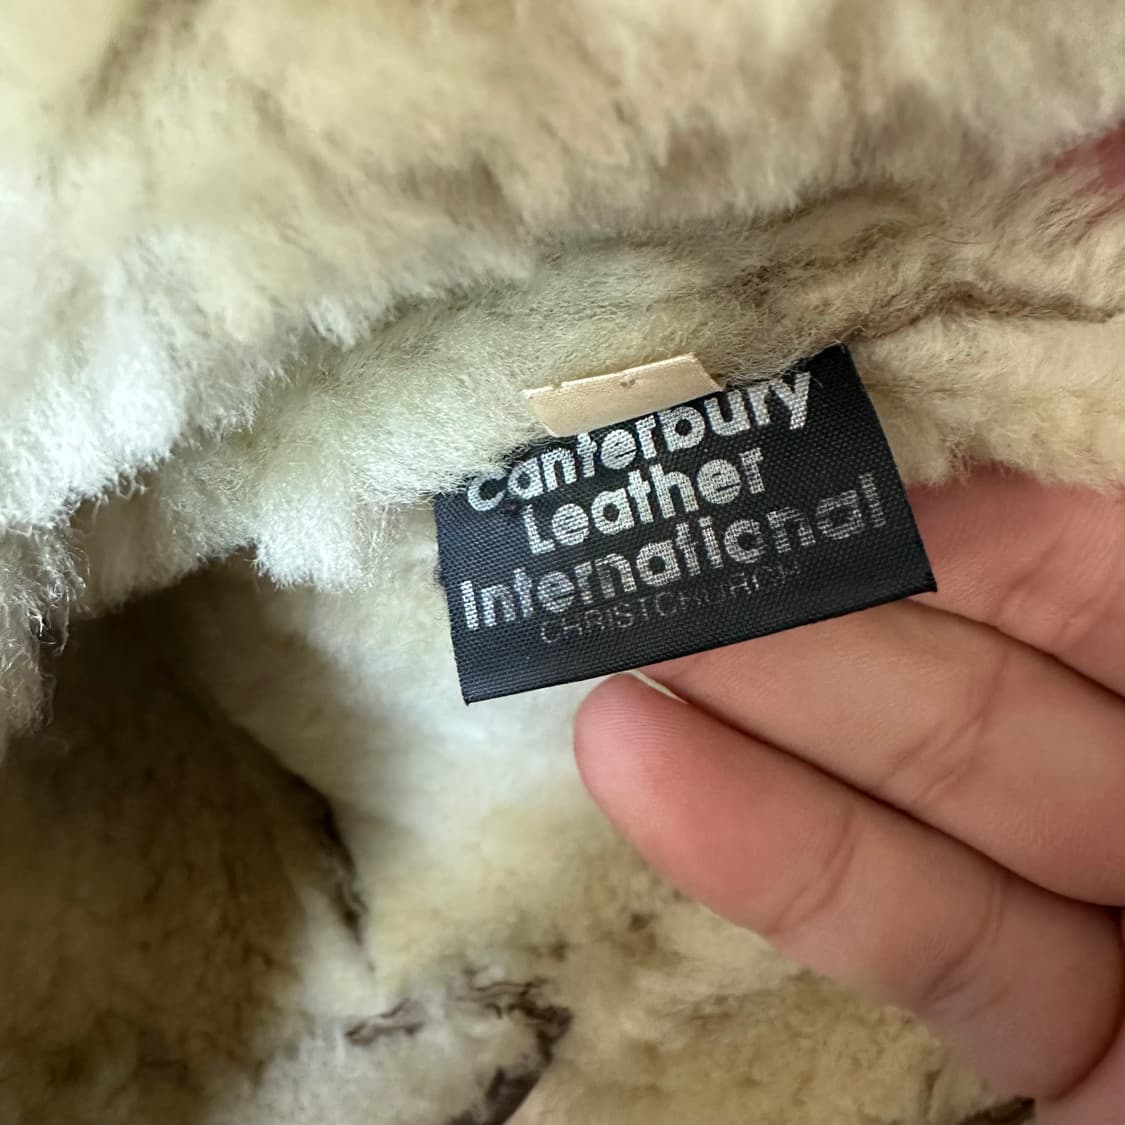 Canterbury
Leather
International
CHRISTCHURCH